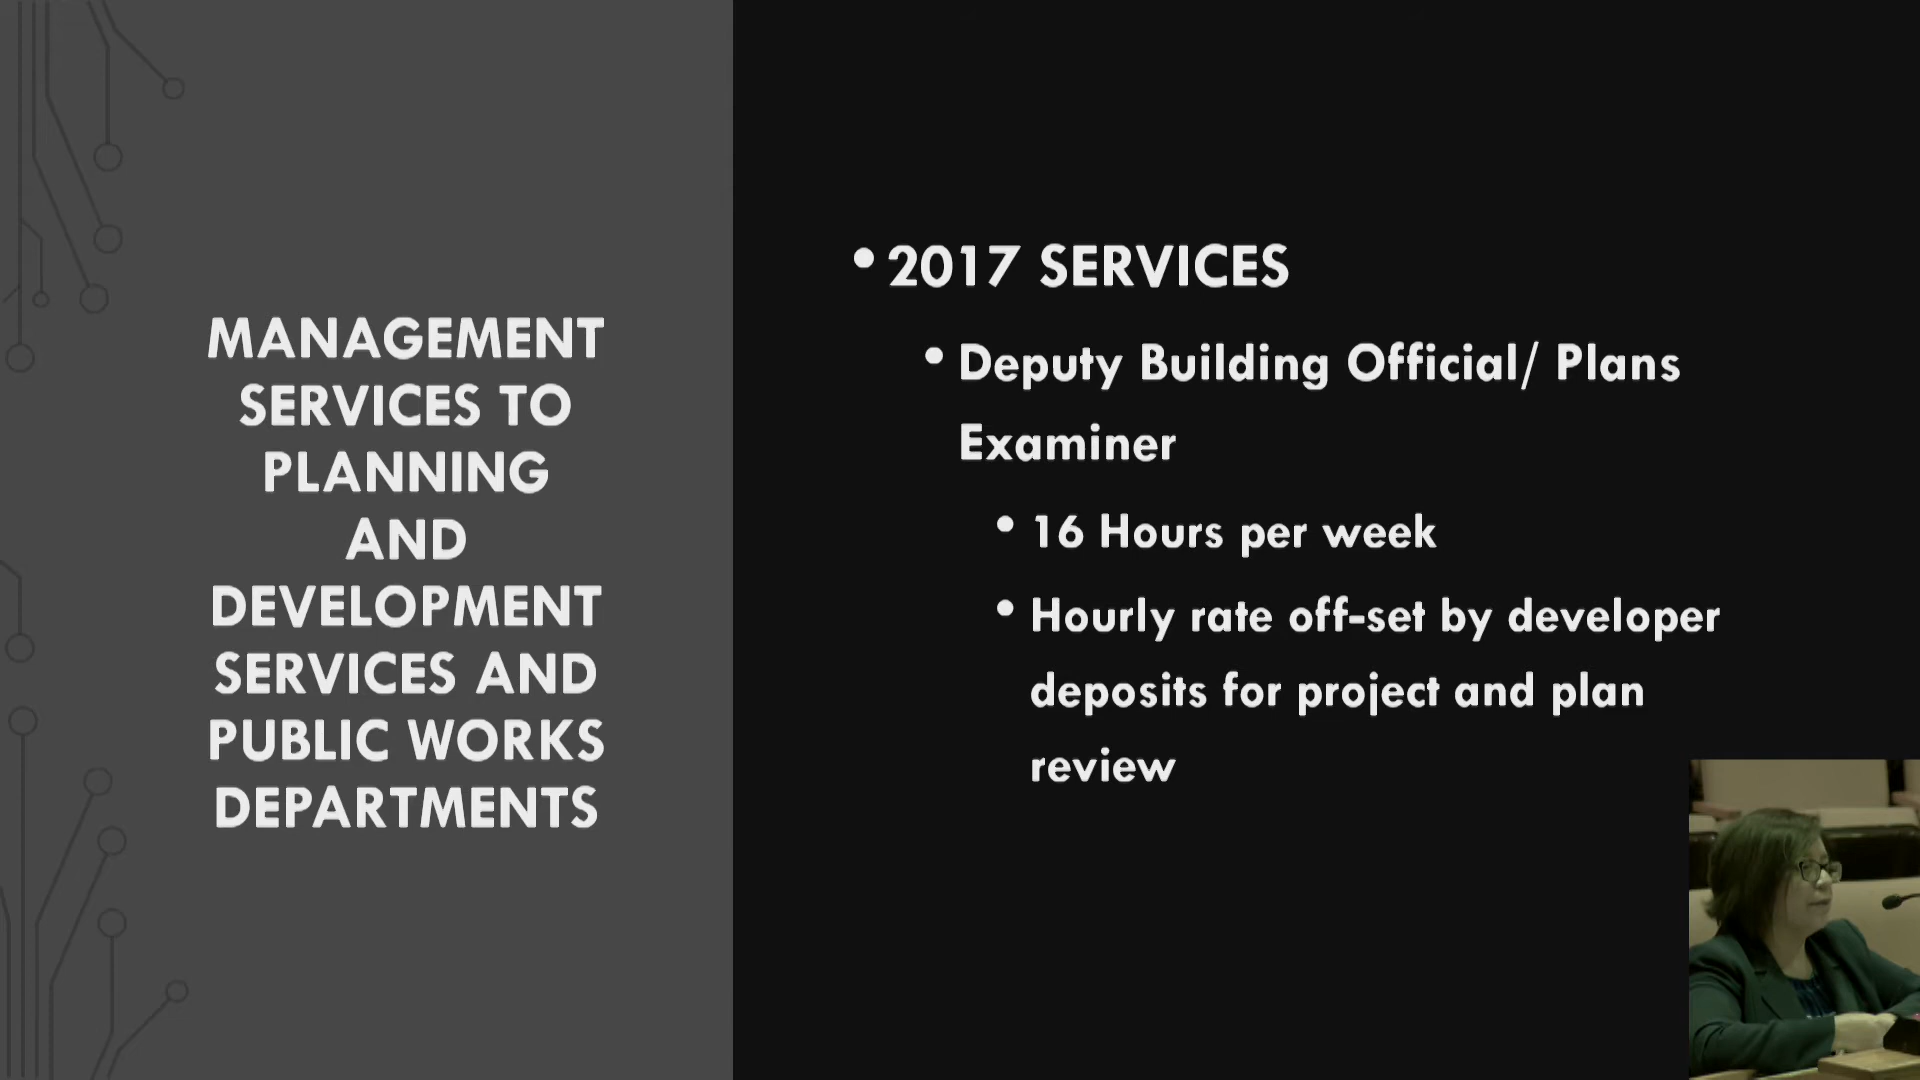 MANAGEMENT
SERVICES TO
PLANNING
AND
DEVELOPMENT
SERVICES AND
PUBLIC WORKS
DEPARTMENTS
• 2017 SERVICES
• Deputy Building Official/ Plans
Examiner
• 16 Hours per week
• Hourly rate off-set by developer
deposits for project and plan
review